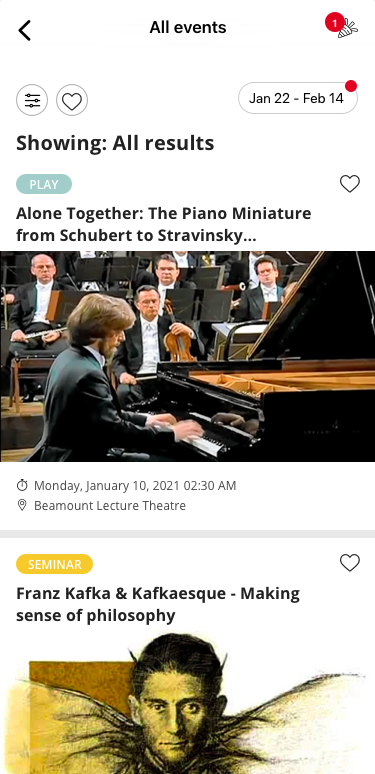 All events
1
Jan 22 - Feb 14
Showing: All results
PLAY
Alone Together: The Piano Miniature
from Schubert to Stravinsky...
Monday, January 10, 2021 02:30 AM
Beamount Lecture Theatre
SEMINAR
Franz Kafka & Kafkaesque - Making
sense of philosophy